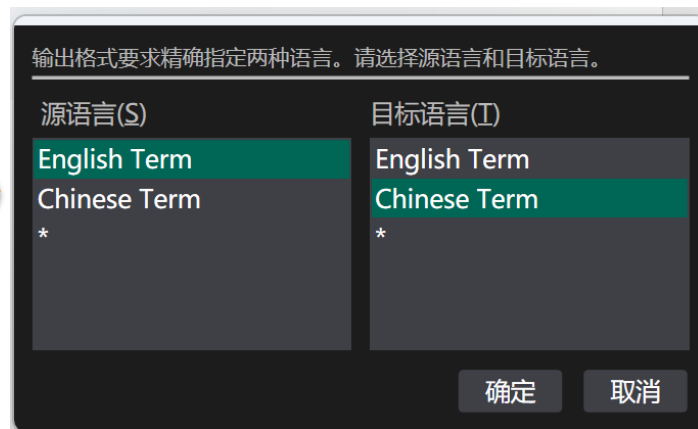 输出格式要求精确指定两种语言。请选择源语言和目标语言。
源语言(S)
目标语言(T)
English Term
English Term
Chinese Term
Chinese Term
*
*
确定
取消